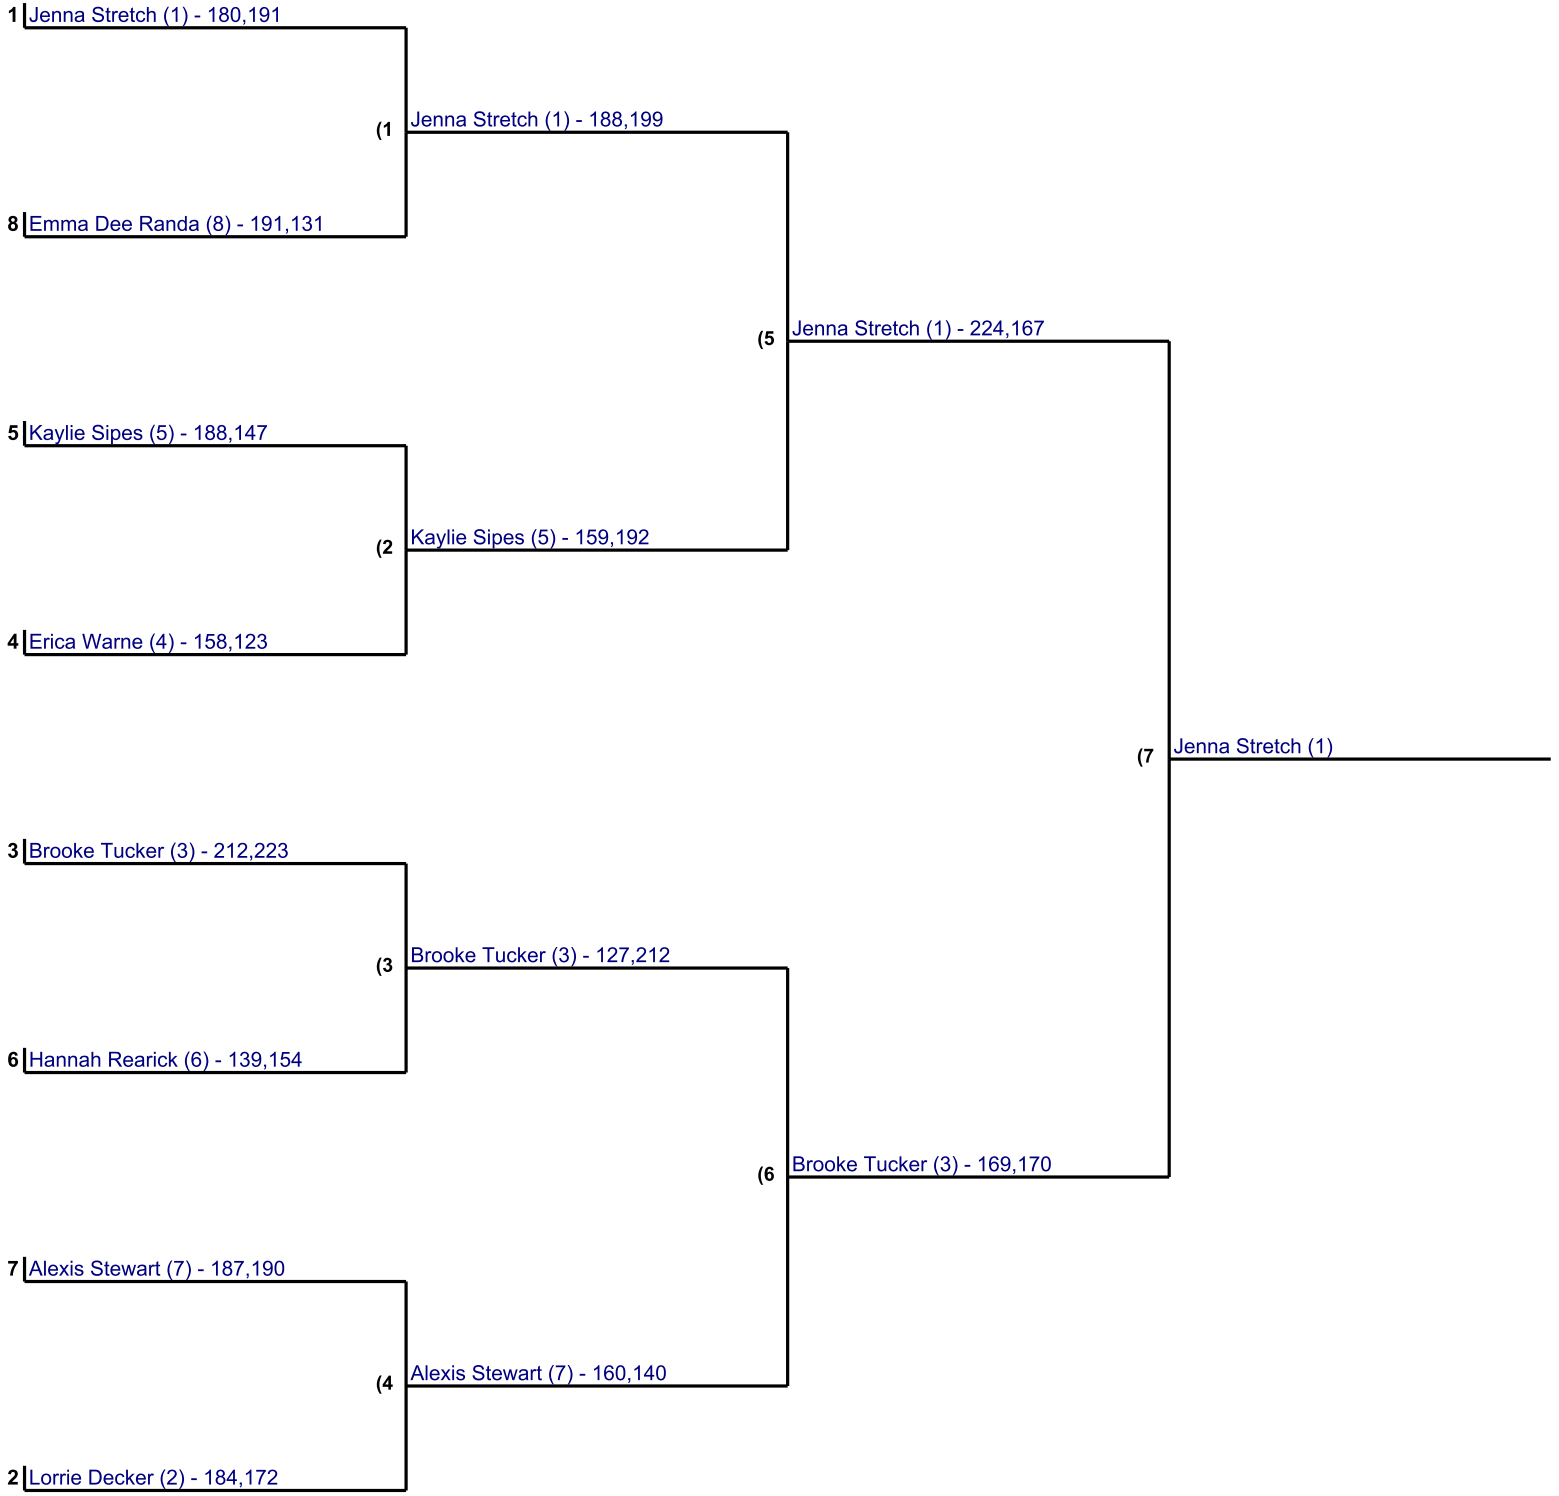 1 Jenna Stretch (1) - 180,191
(1 Jenna Stretch (1) - 188,199
8 Emma Dee Randa (8) - 191,131
(5 Jenna Stretch (1) - 224,167
5 Kaylie Sipes (5) - 188,147
(2 Kaylie Sipes (5) - 159,192
4 Erica Warne (4) - 158,123
(7 Jenna Stretch (1)
3 Brooke Tucker (3) - 212,223
(3 Brooke Tucker (3) - 127,212
6 Hannah Rearick (6) - 139,154
(6 Brooke Tucker (3) - 169,170
7 Alexis Stewart (7) - 187,190
(4 Alexis Stewart (7) - 160,140
2 Lorrie Decker (2) - 184,172